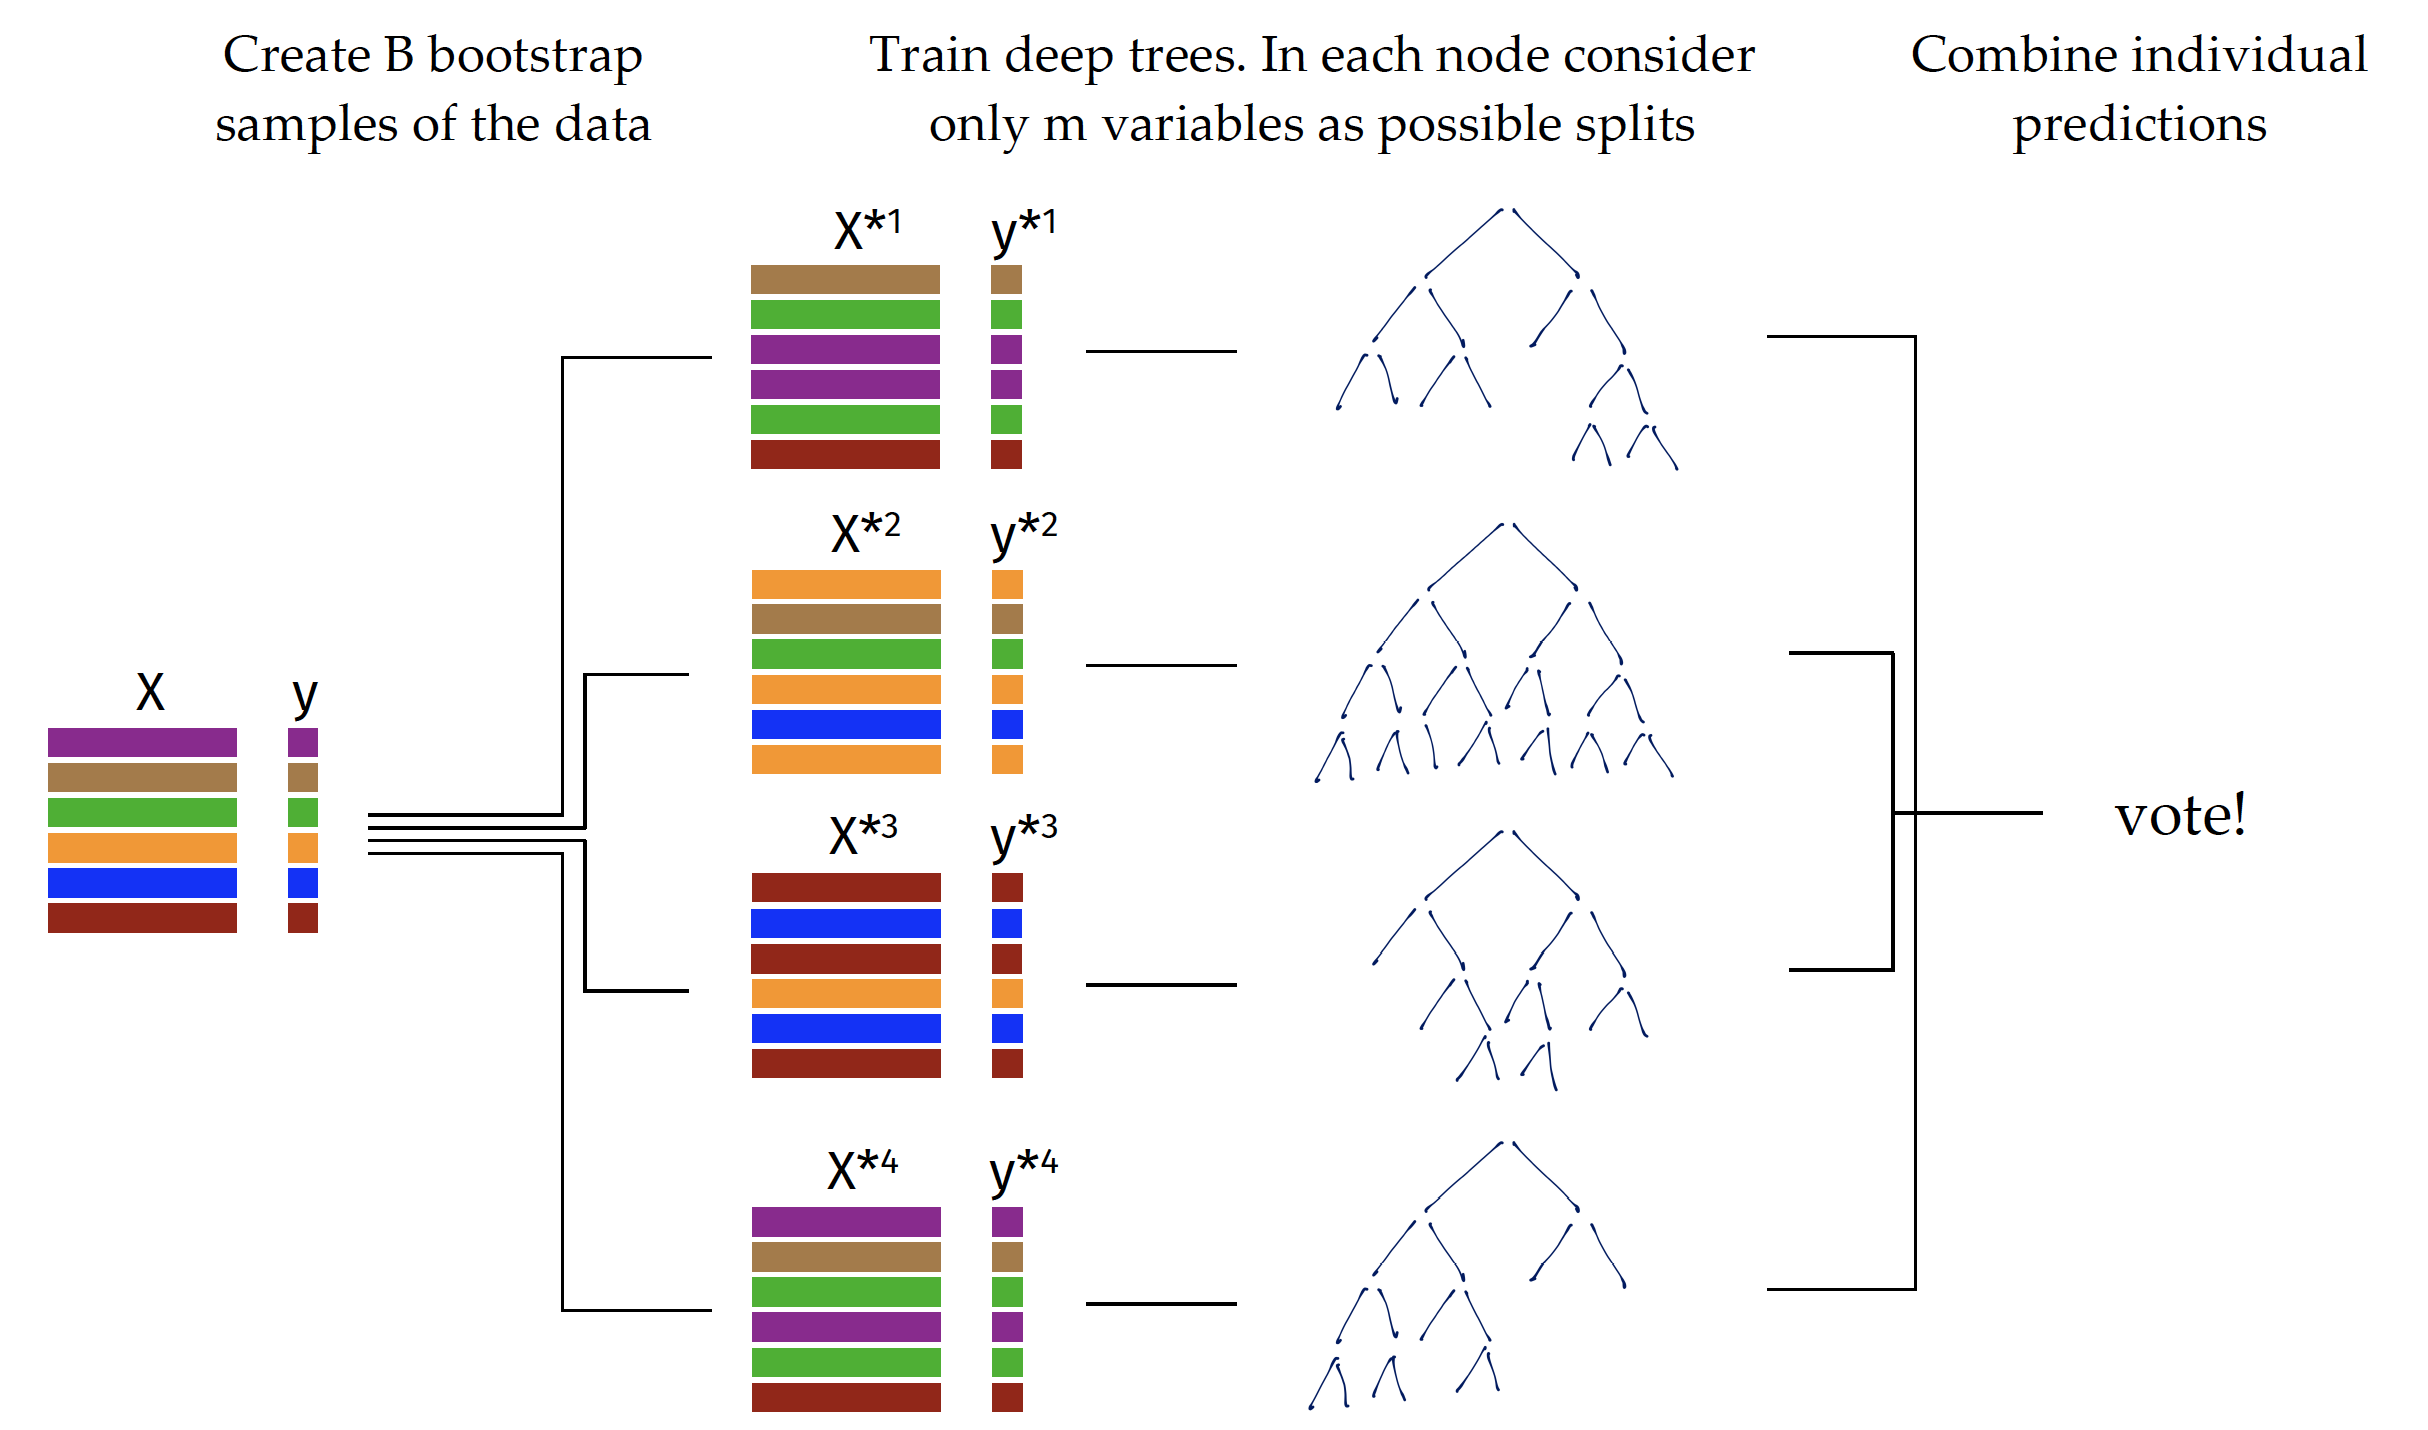 Create B bootstrap
samples of the data
Train deep trees. In each node consider
only m variables as possible splits
Combine individual
predictions
X*1 y*1
X*2 y*2
X y
X*3 y*3
vote!
X*4 y*4